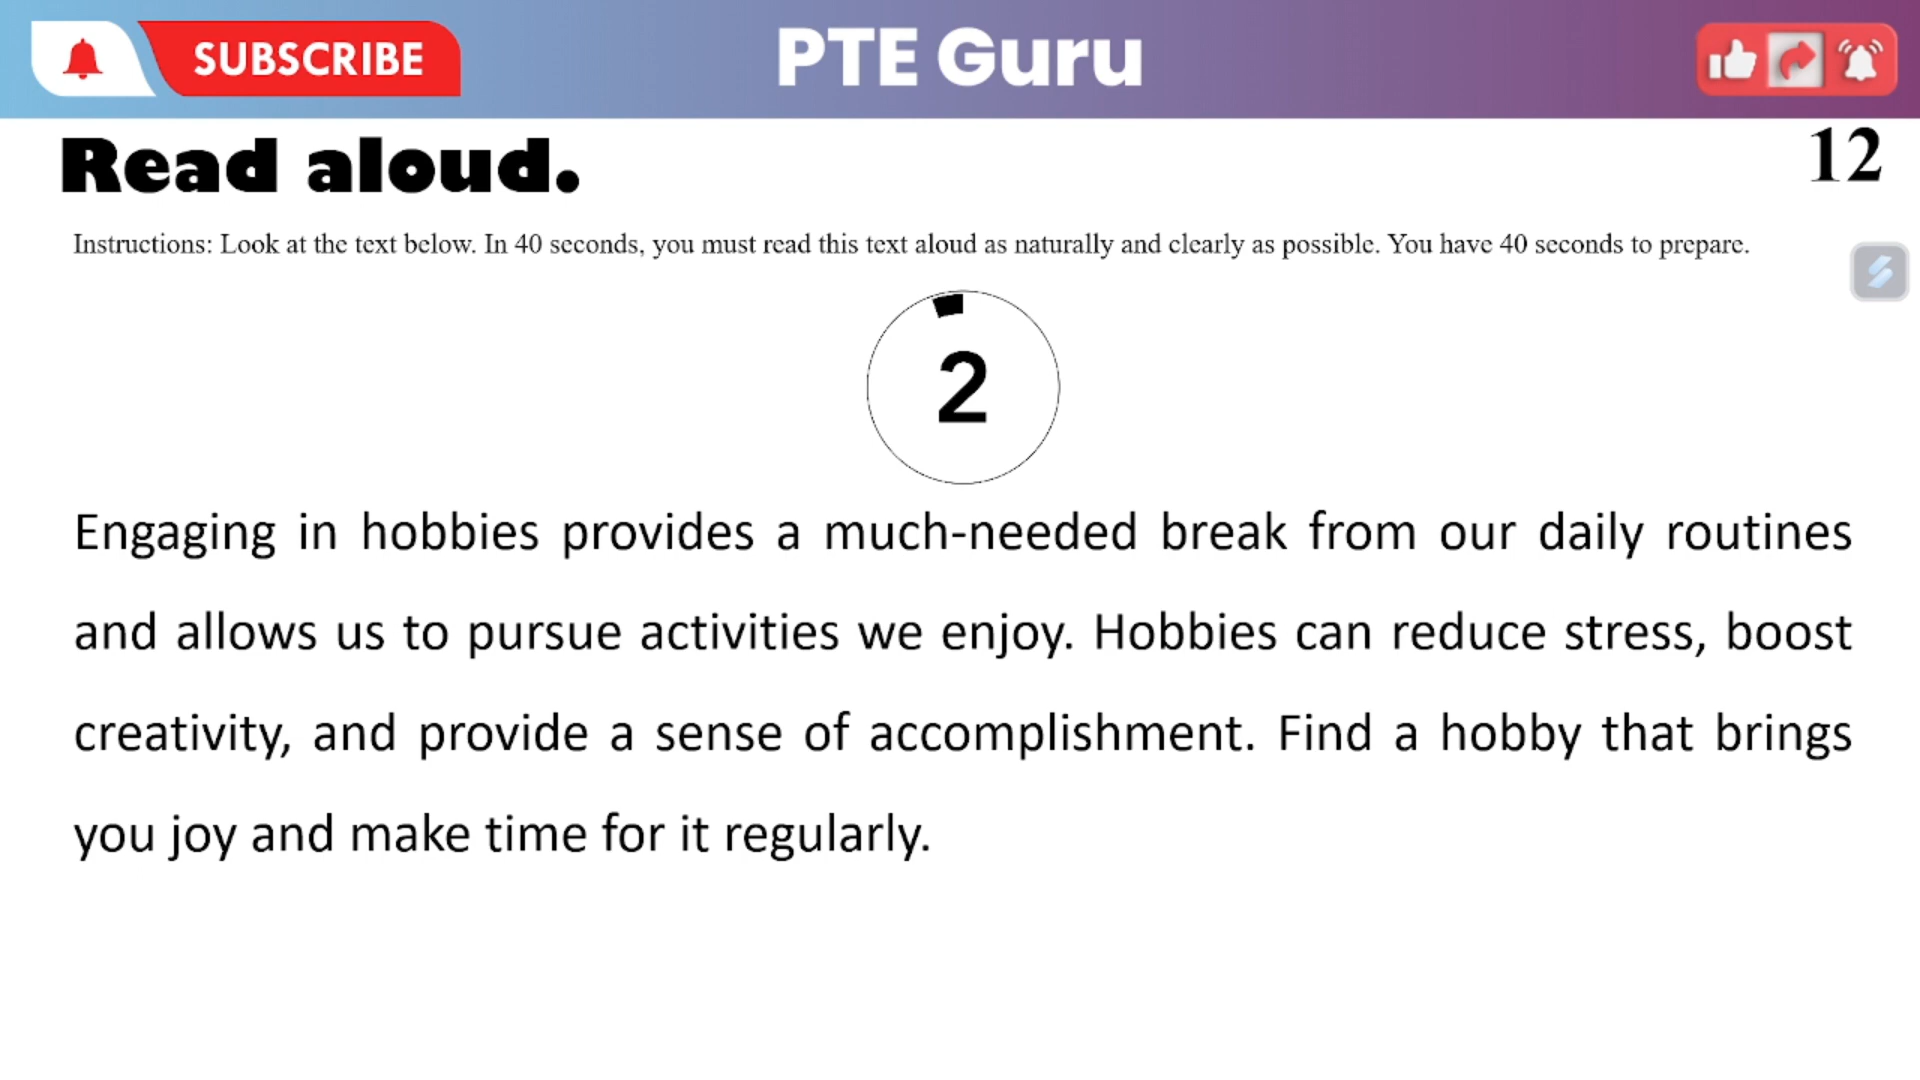 SUBSCRIBE
PTE Guru
Read aloud.
12
Instructions: Look at the text below. In 40 seconds, you must read this text aloud as naturally and clearly as possible. You have 40 seconds to prepare.
2
Engaging in hobbies provides a much-needed break from our daily routines
and allows us to pursue activities we enjoy. Hobbies can reduce stress, boost
creativity, and provide a sense of accomplishment. Find a hobby that brings
you joy and make time for it regularly.